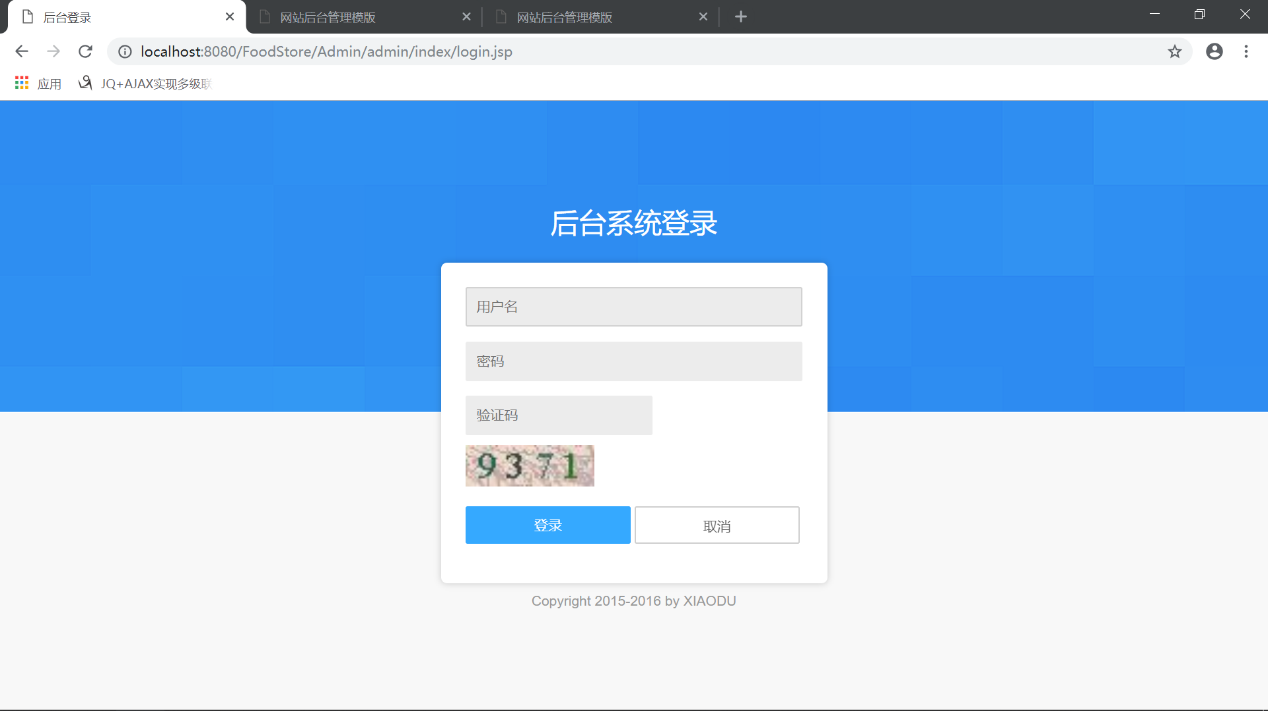 后台登录
网站后台管理模版
网站后台管理模版
localhost:8080/FoodStore/Admin/admin/index/login.jsp
应用
JQ+AJAX实现多级联
后台系统登录
用户名
密码
验证码
9371
登录 取消
Copyright 2015-2016 by XIAODU